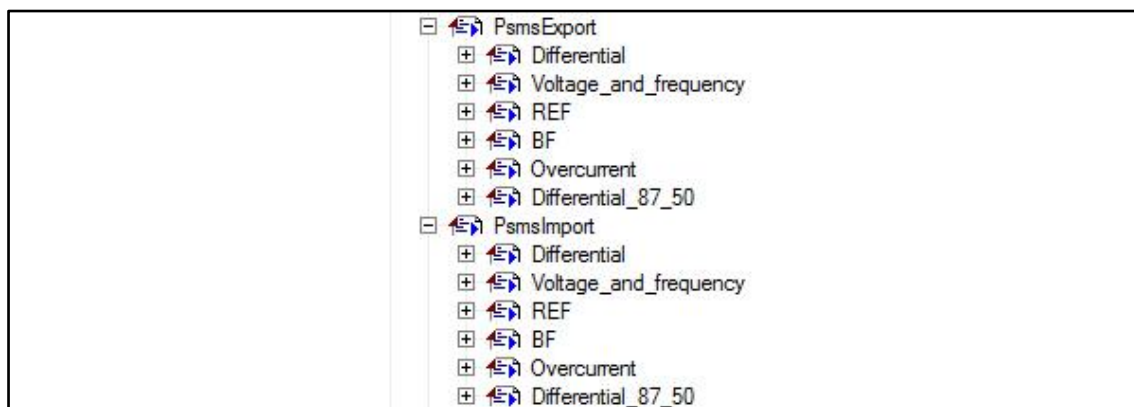 PsmsExport
Differential
Voltage_and_frequency
REF
BF
Overcurrent
Differential_87_50
PsmsImport
Differential
Voltage_and_frequency
REF
BF
Overcurrent
Differential_87_50